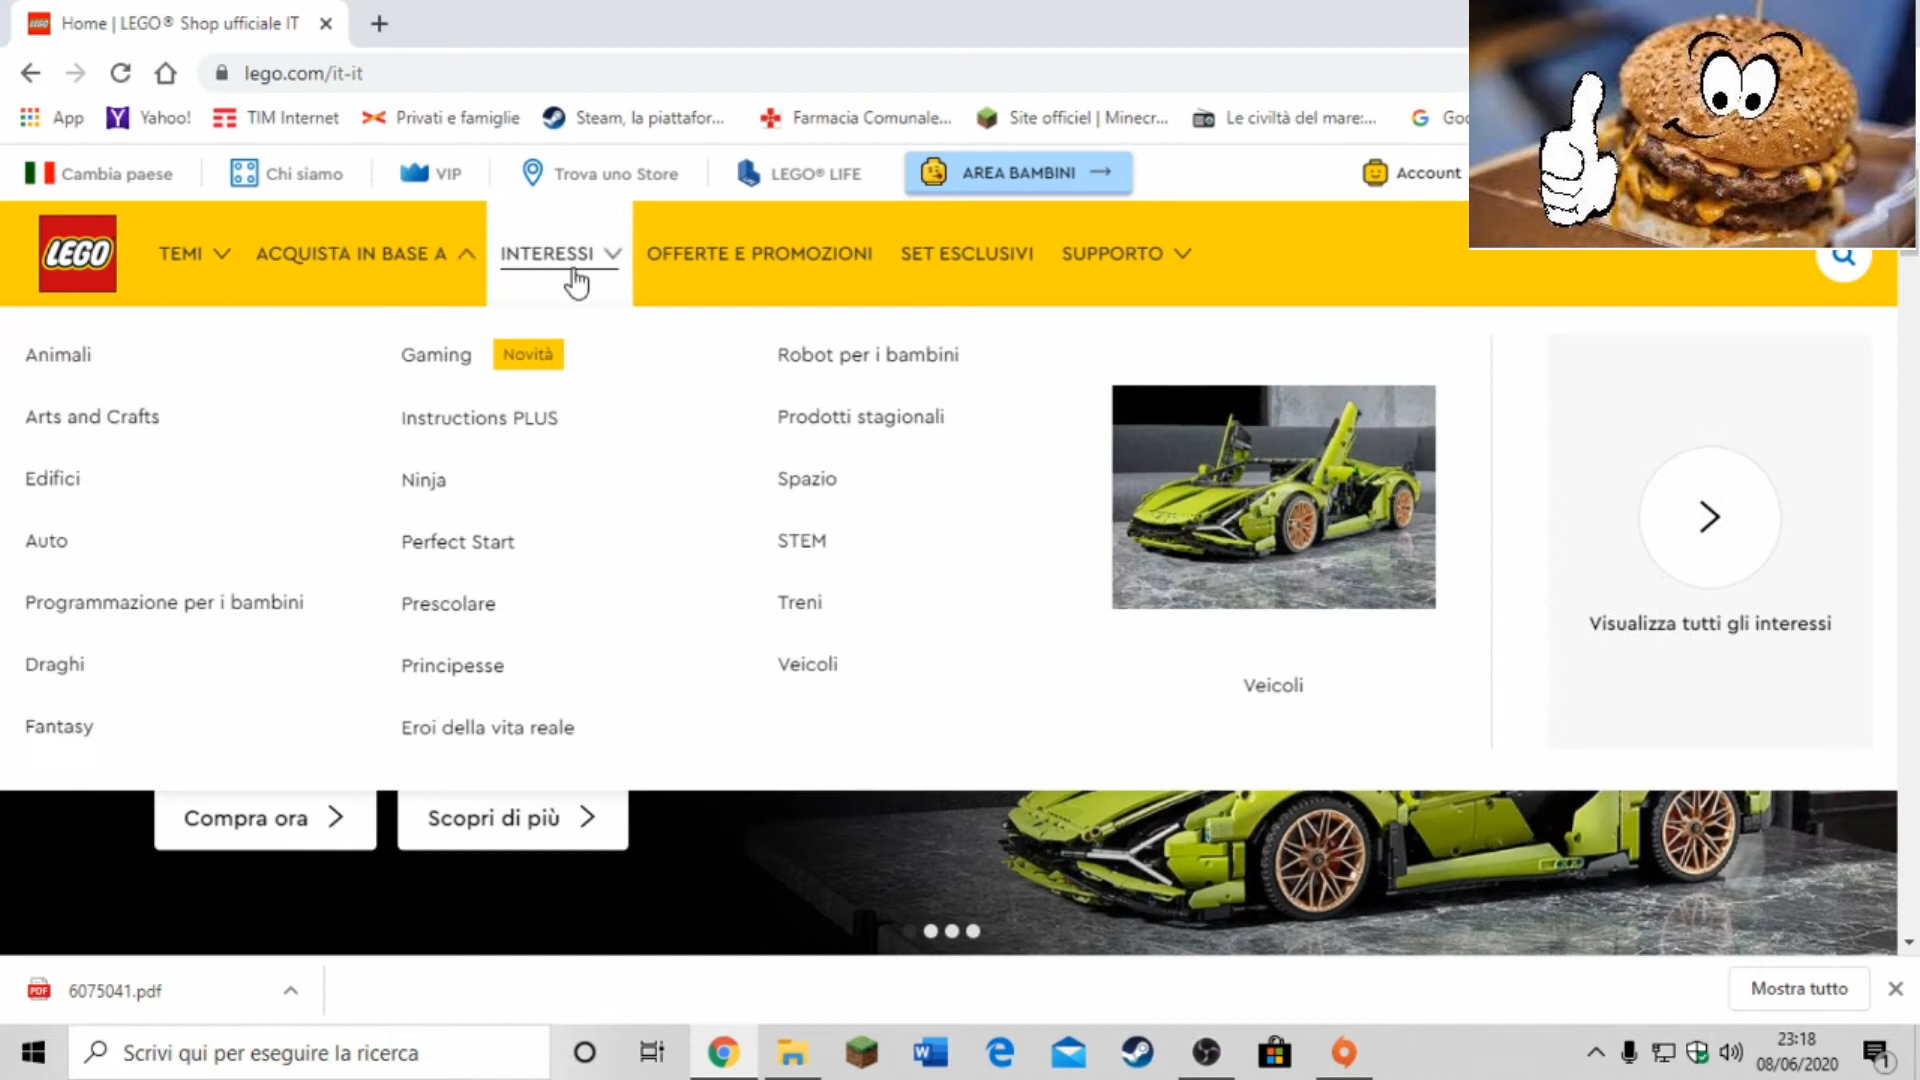 Home | LEGO® Shop ufficiale IT
lego.com/it-it
App Yahoo! TIM Internet Privati e famiglie Steam, la piattafor... Farmacia Comunale... Site officiel | Minecr... Le civiltà del mare:... Goo
Cambia paese Chi siamo VIP Trova uno Store LEGO® LIFE AREA BAMBINI Account
LEGO TEMI ACQUISTA IN BASE A INTERESSI OFFERTE E PROMOZIONI SET ESCLUSIVI SUPPORTO
Animali Gaming Novità Robot per i bambini
Arts and Crafts Instructions PLUS Prodotti stagionali
Edifici Ninja Spazio
Auto Perfect Start STEM
Programmazione per i bambini Prescolare Treni
Visualizza tutti gli interessi
Draghi Principesse Veicoli
Veicoli
Fantasy Eroi della vita reale
Compra ora Scopri di più
PDF 6075041.pdf Mostra tutto
Scrivi qui per eseguire la ricerca
23:18
08/06/2020
1